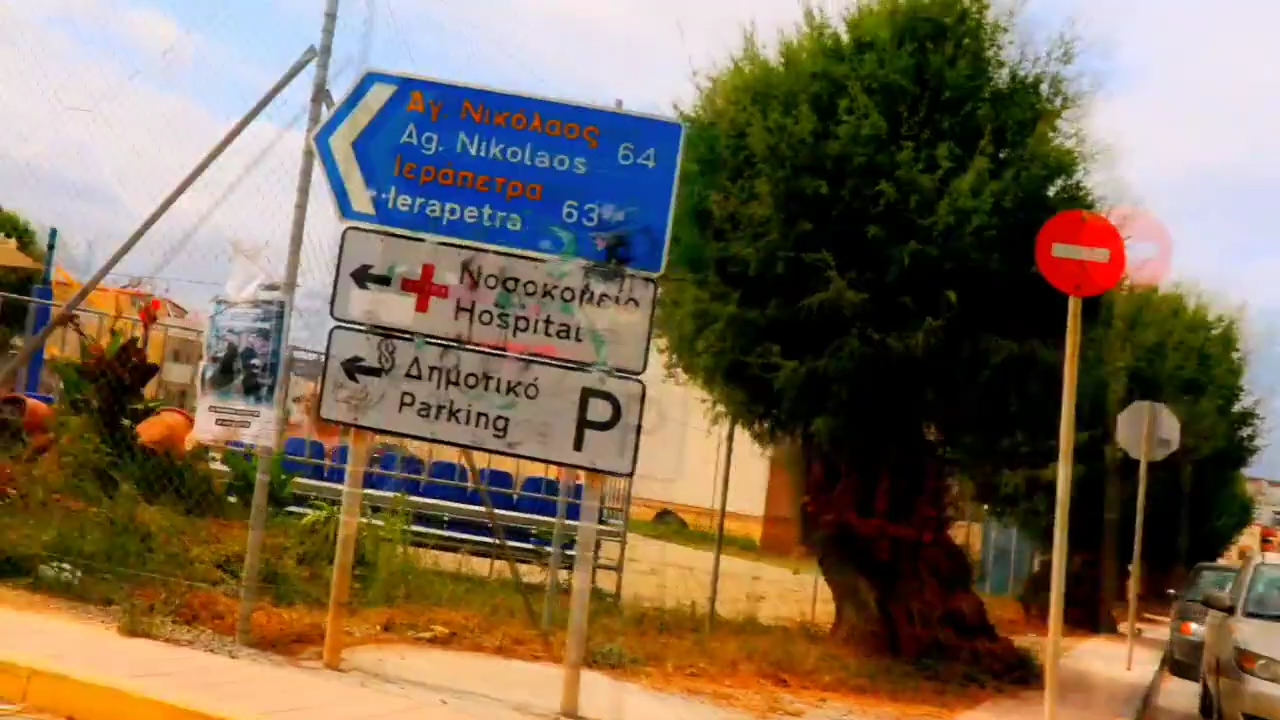 Αγ. Νικόλαος
Ag. Nikolaos 64
Ιεράπετρα
Ierapetra 63
Νοσοκομείο
Hospital
Δημοτικό
Parking P